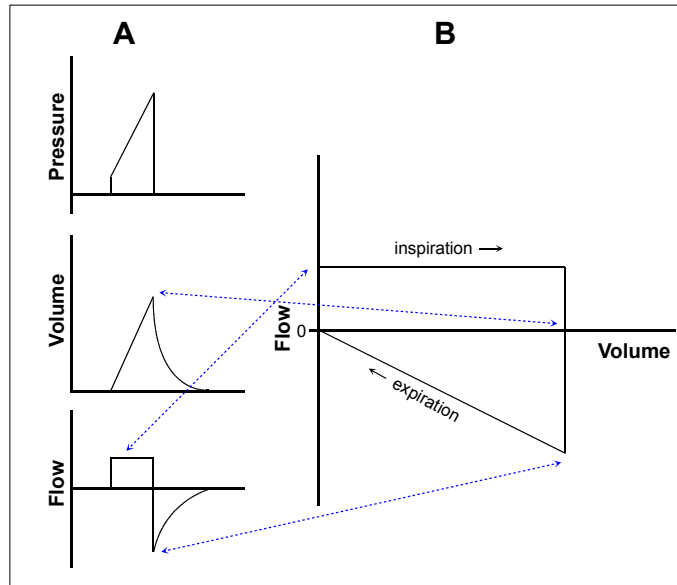 A
B
Pressure
Volume
Flow
inspiration →
Flow
0
Volume
← expiration